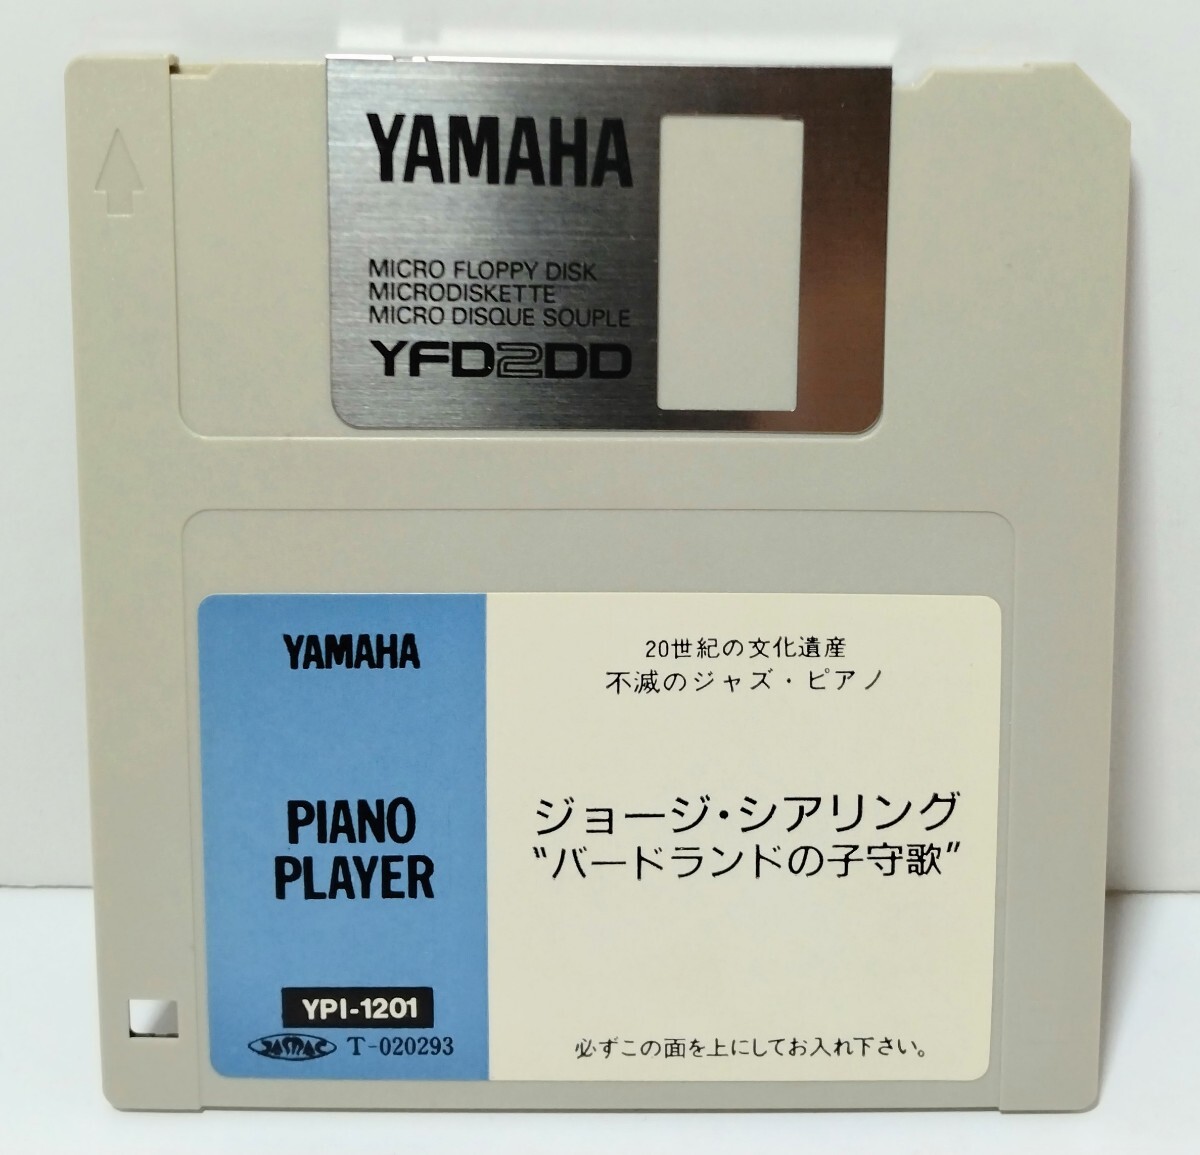 YAMAHA
MICRO FLOPPY DISK
MICRODISKETTE
MICRO DISQUE SOUPLE
YFD2DD
YAMAHA
PIANO
PLAYER
YPI-1201
JASRAC T-020293
20世紀の文化遺産
不滅のジャズ・ピアノ
ジョージ・シアリング
“バードランドの子守歌”
必ずこの面を上にしてお入れ下さい。